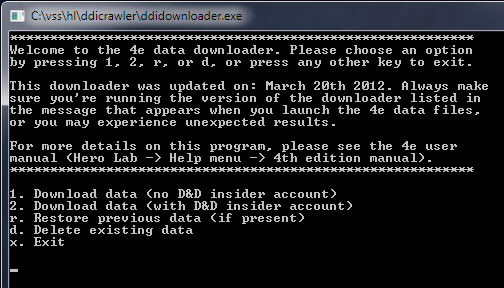 C:\vss\hl\ddicrawler\ddidownloader.exe
**********************************************************
Welcome to the 4e data downloader. Please choose an option
by pressing 1, 2, r, or d, or press any other key to exit.
This downloader was updated on: March 20th 2012. Always make
sure you're running the version of the downloader listed in
the message that appears when you launch the 4e data files,
or you may experience unexpected results.
For more details on this program, please see the 4e user
manual (Hero Lab -> Help menu -> 4th edition manual).
**********************************************************
1. Download data (no D&D insider account)
2. Download data (with D&D insider account)
r. Restore previous data (if present)
d. Delete existing data
x. Exit